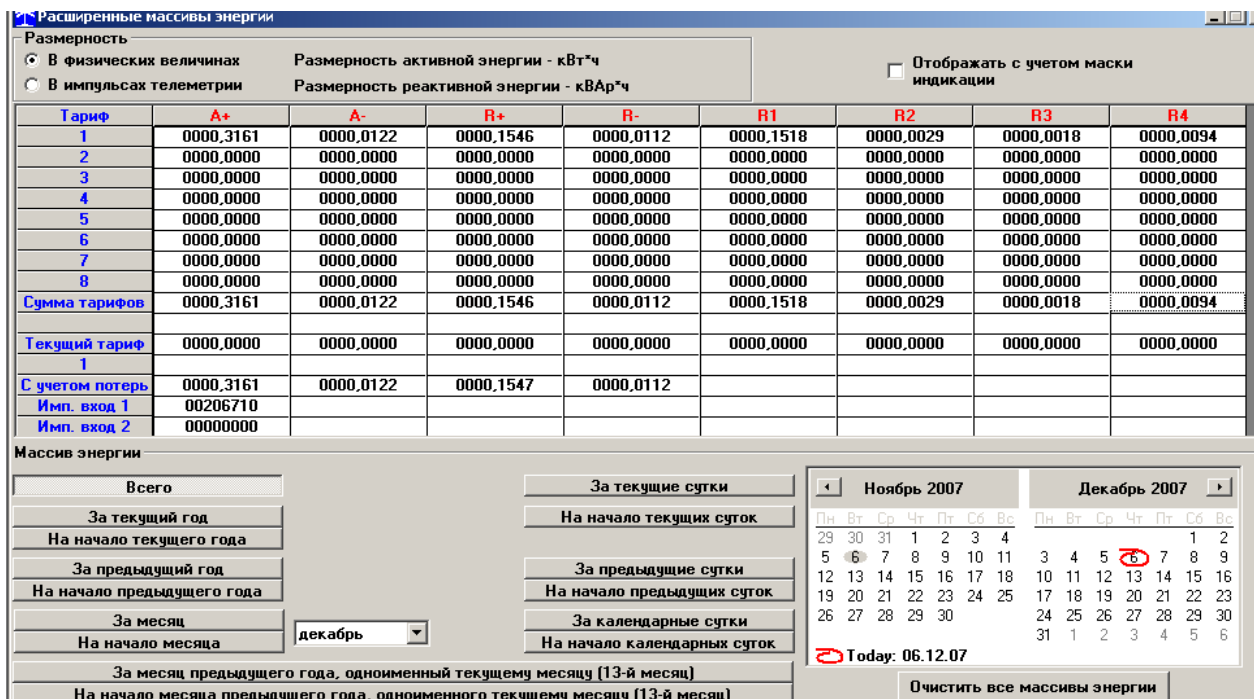 Расширенные массивы энергии
Размерность
В физических величинах Размерность активной энергии - кВт*ч
В импульсах телеметрии Размерность реактивной энергии - кВАр*ч
Отображать с учетом маски
индикации
Тариф A+ A- R+ R- R1 R2 R3 R4
1 0000,3161 0000,0122 0000,1546 0000,0112 0000,1518 0000,0029 0000,0018 0000,0094
2 0000,0000 0000,0000 0000,0000 0000,0000 0000,0000 0000,0000 0000,0000 0000,0000
3 0000,0000 0000,0000 0000,0000 0000,0000 0000,0000 0000,0000 0000,0000 0000,0000
4 0000,0000 0000,0000 0000,0000 0000,0000 0000,0000 0000,0000 0000,0000 0000,0000
5 0000,0000 0000,0000 0000,0000 0000,0000 0000,0000 0000,0000 0000,0000 0000,0000
6 0000,0000 0000,0000 0000,0000 0000,0000 0000,0000 0000,0000 0000,0000 0000,0000
7 0000,0000 0000,0000 0000,0000 0000,0000 0000,0000 0000,0000 0000,0000 0000,0000
8 0000,0000 0000,0000 0000,0000 0000,0000 0000,0000 0000,0000 0000,0000 0000,0000
Сумма тарифов 0000,3161 0000,0122 0000,1546 0000,0112 0000,1518 0000,0029 0000,0018 0000,0094
Текущий тариф 0000,0000 0000,0000 0000,0000 0000,0000 0000,0000 0000,0000 0000,0000 0000,0000
1
С учетом потерь 0000,3161 0000,0122 0000,1547 0000,0112
Имп. вход 1 00206710
Имп. вход 2 00000000
Массив энергии
Всего
За текущий год
На начало текущего года
За предыдущий год
На начало предыдущего года
За месяц
На начало месяца
декабрь
За текущие сутки
На начало текущих суток
За предыдущие сутки
На начало предыдущих суток
За календарные сутки
На начало календарных суток
За месяц предыдущего года, одноименный текущему месяцу (13-й месяц)
На начало месяца предыдущего года, одноименного текущему месяцу (13-й месяц)
Ноябрь 2007
Пн Вт Ср Чт Пт Сб Вс
29 30 31 1 2 3 4
5 6 7 8 9 10 11
12 13 14 15 16 17 18
19 20 21 22 23 24 25
26 27 28 29 30
Декабрь 2007
Пн Вт Ср Чт Пт Сб Вс
1 2
3 4 5 6 7 8 9
10 11 12 13 14 15 16
17 18 19 20 21 22 23
24 25 26 27 28 29 30
31 1 2 3 4 5 6
Today: 06.12.07
Очистить все массивы энергии